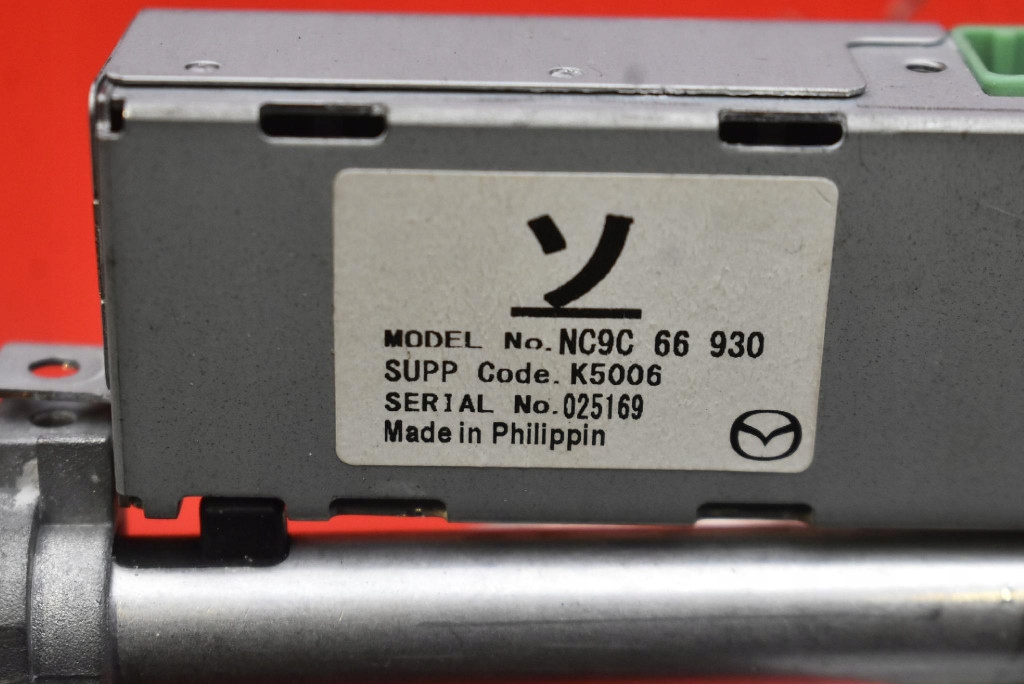 ソ
MODEL No. NC9C 66 930
SUPP Code. K5006
SERIAL No. 025169
Made in Philippin